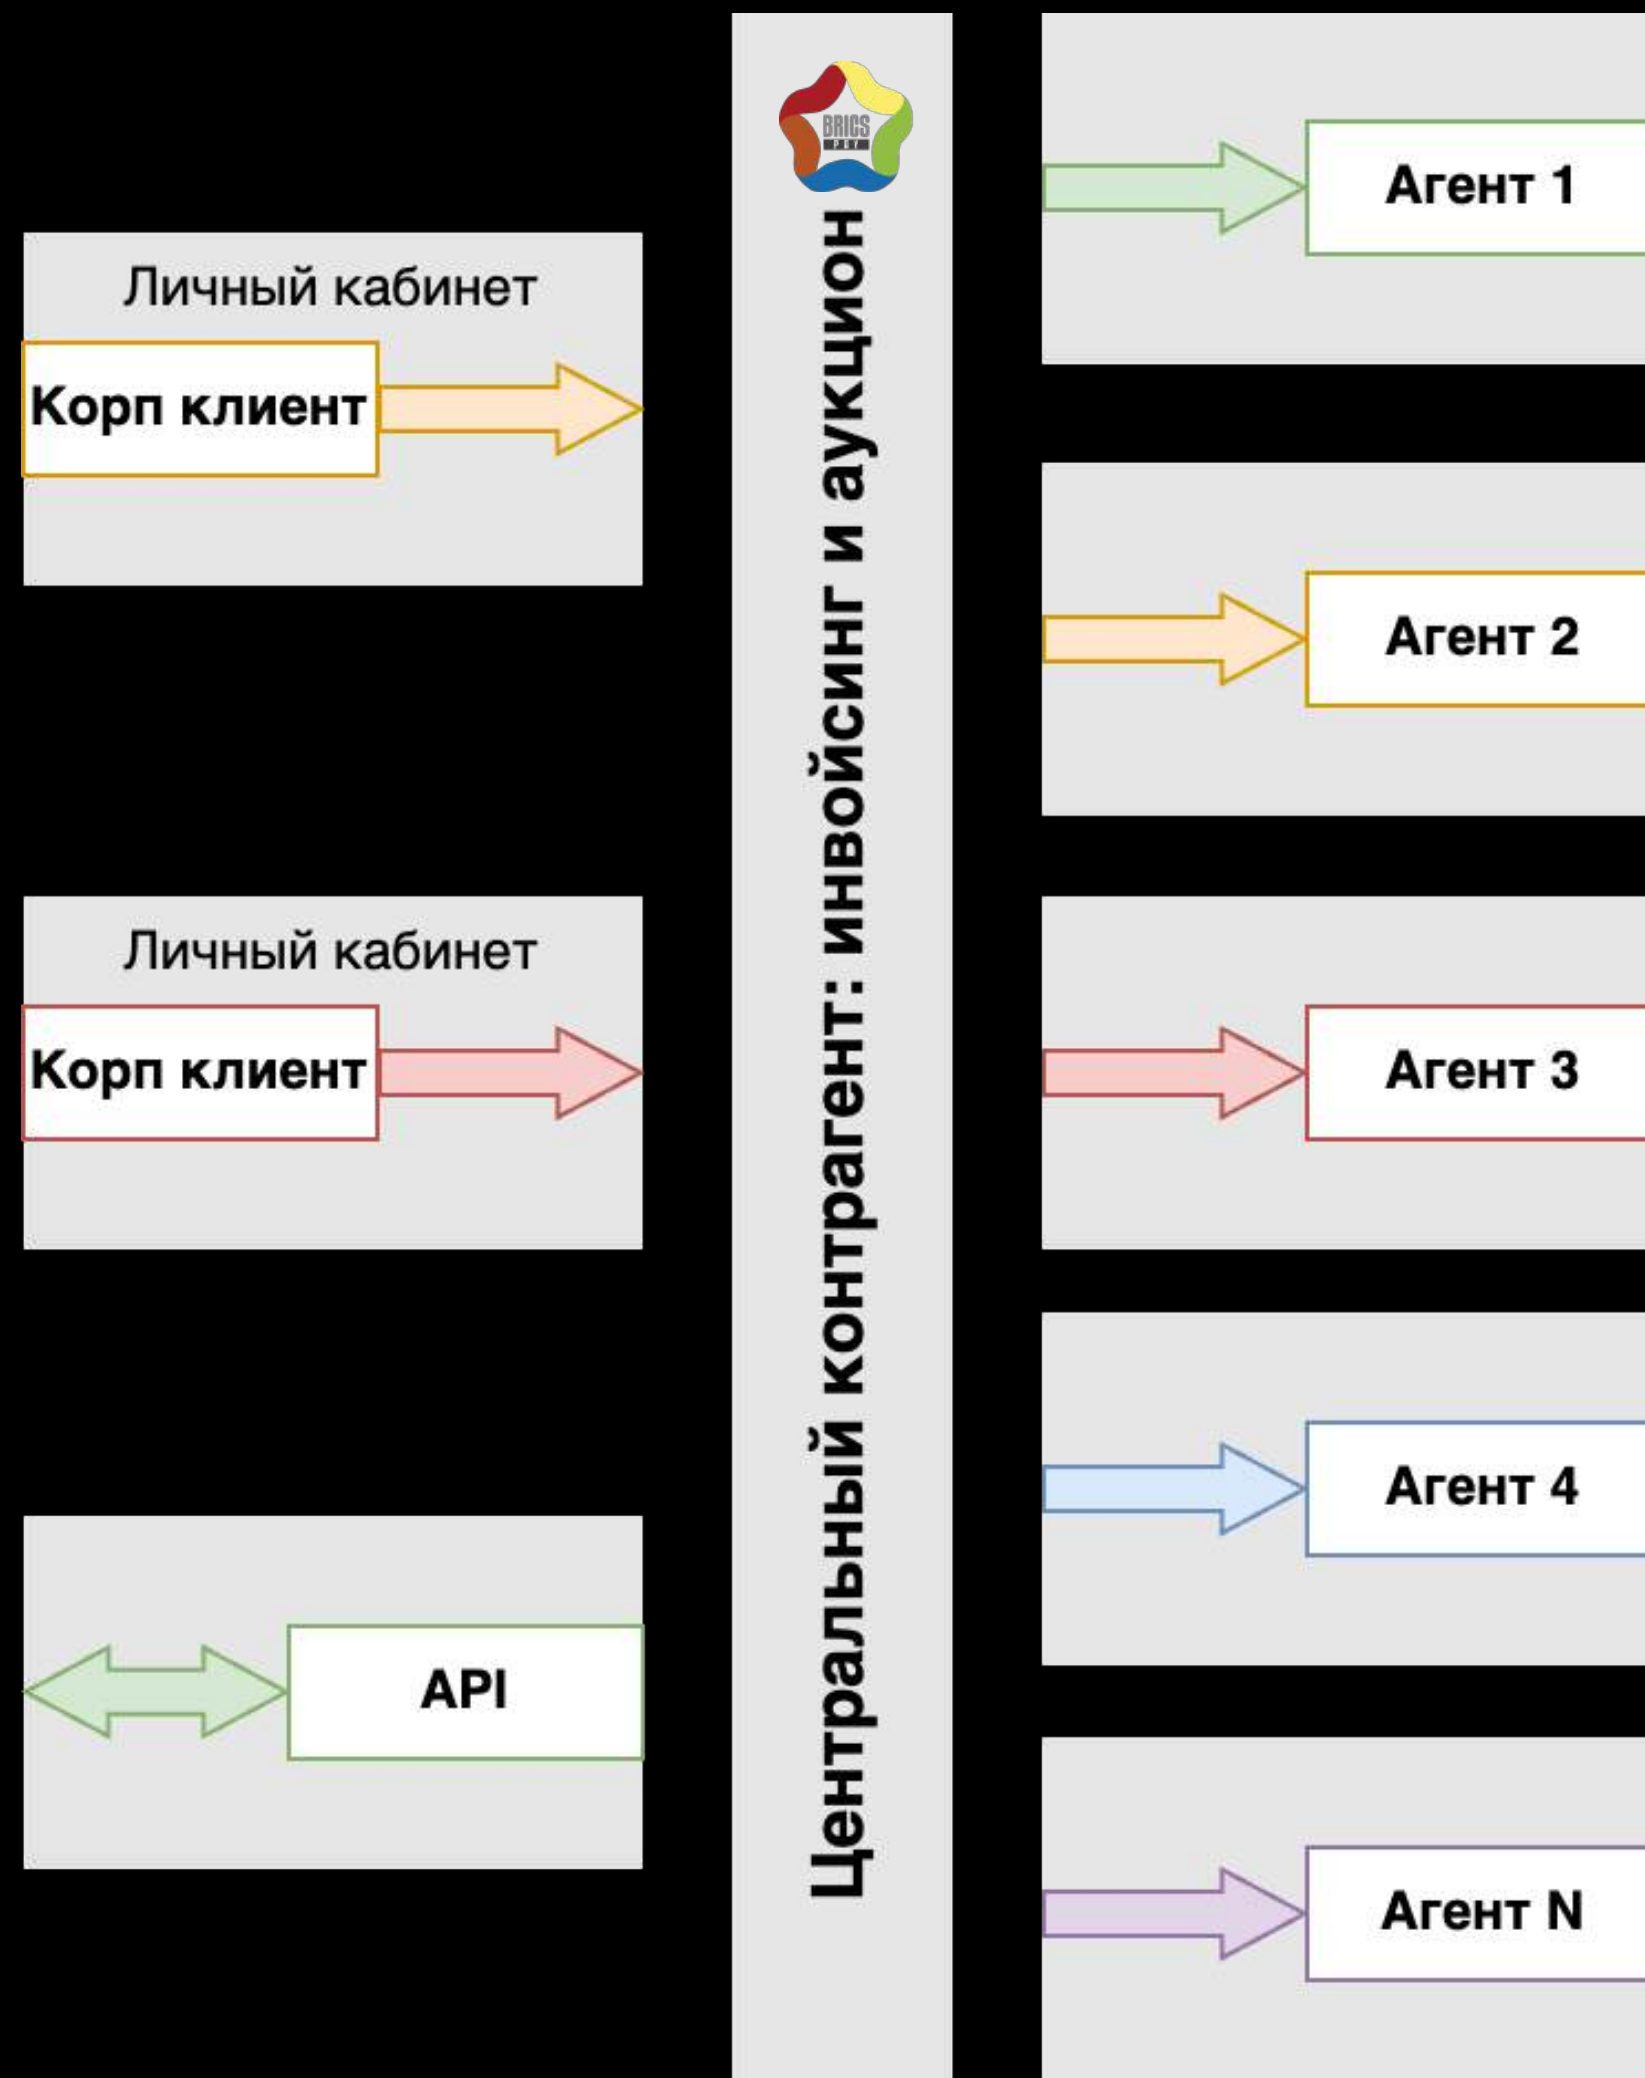 Личный кабинет
Корп клиент
Личный кабинет
Корп клиент
API
BRICS
PAY
Центральный контрагент: инвойсинг и аукцион
Агент 1
Агент 2
Агент 3
Агент 4
Агент N